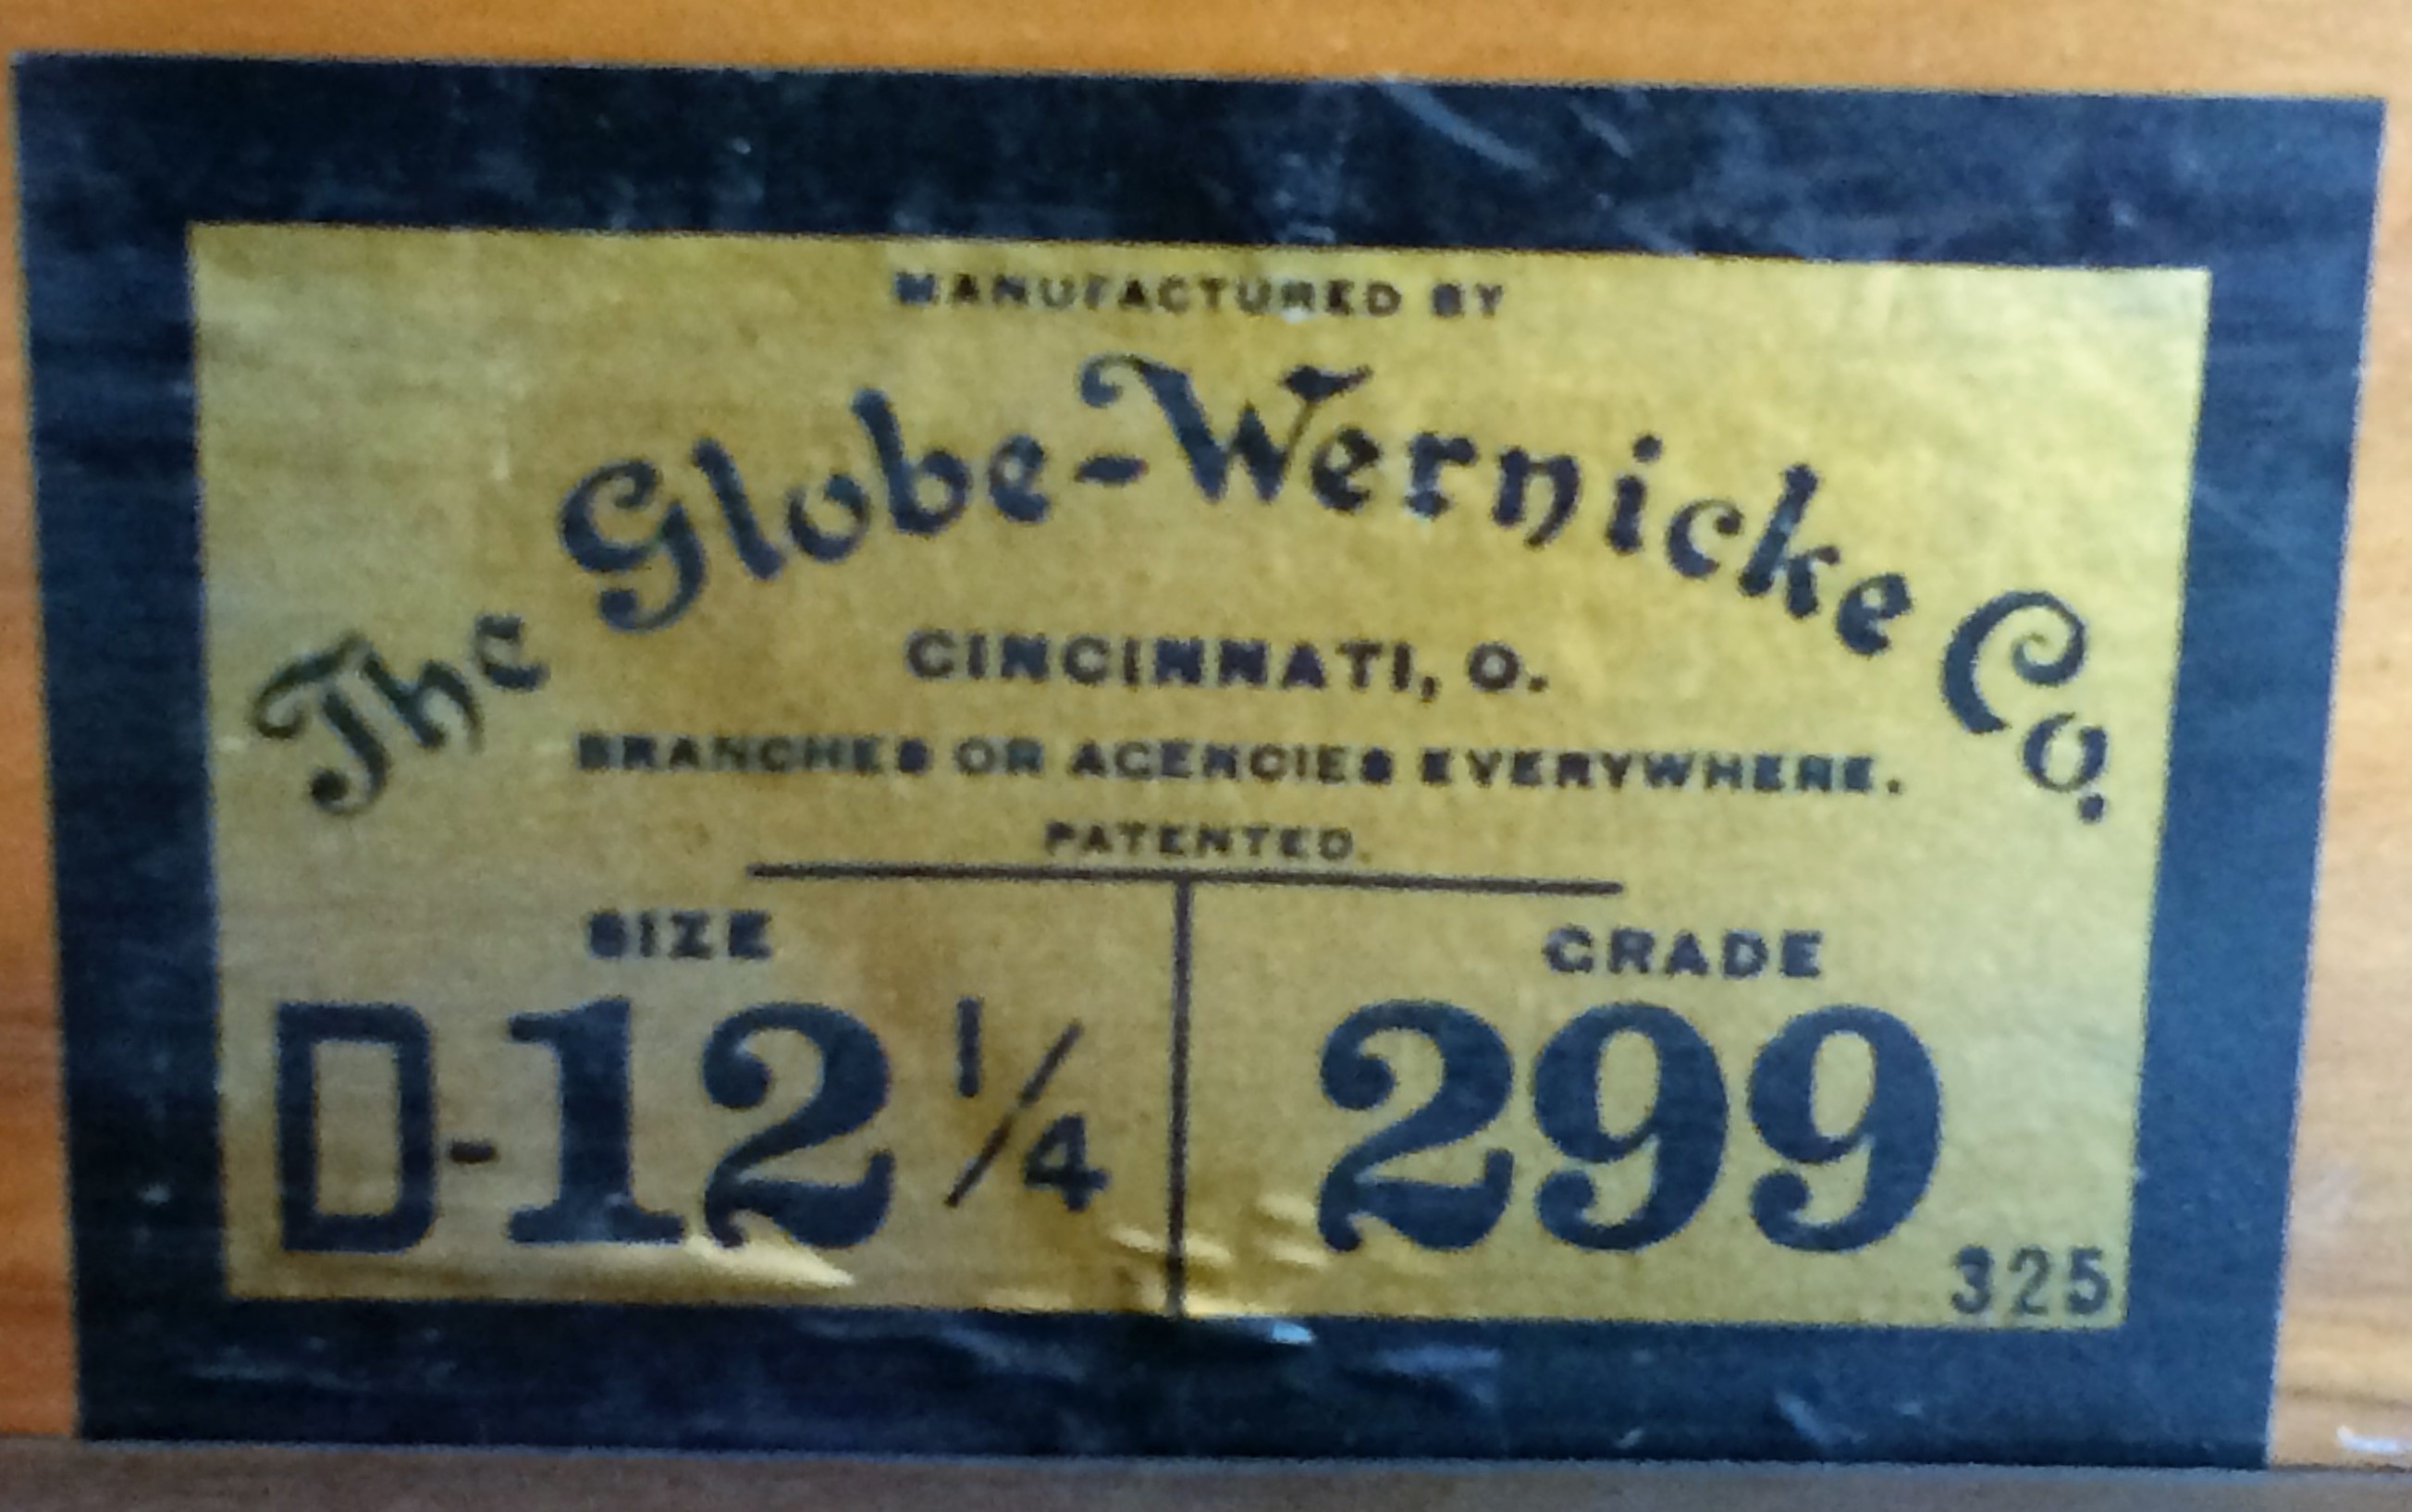 MANUFACTURED BY
The Globe-Wernicke Co.
CINCINNATI, O.
BRANCHES OR AGENCIES EVERYWHERE.
PATENTED.
SIZE
D-12 1/4
GRADE
299
325